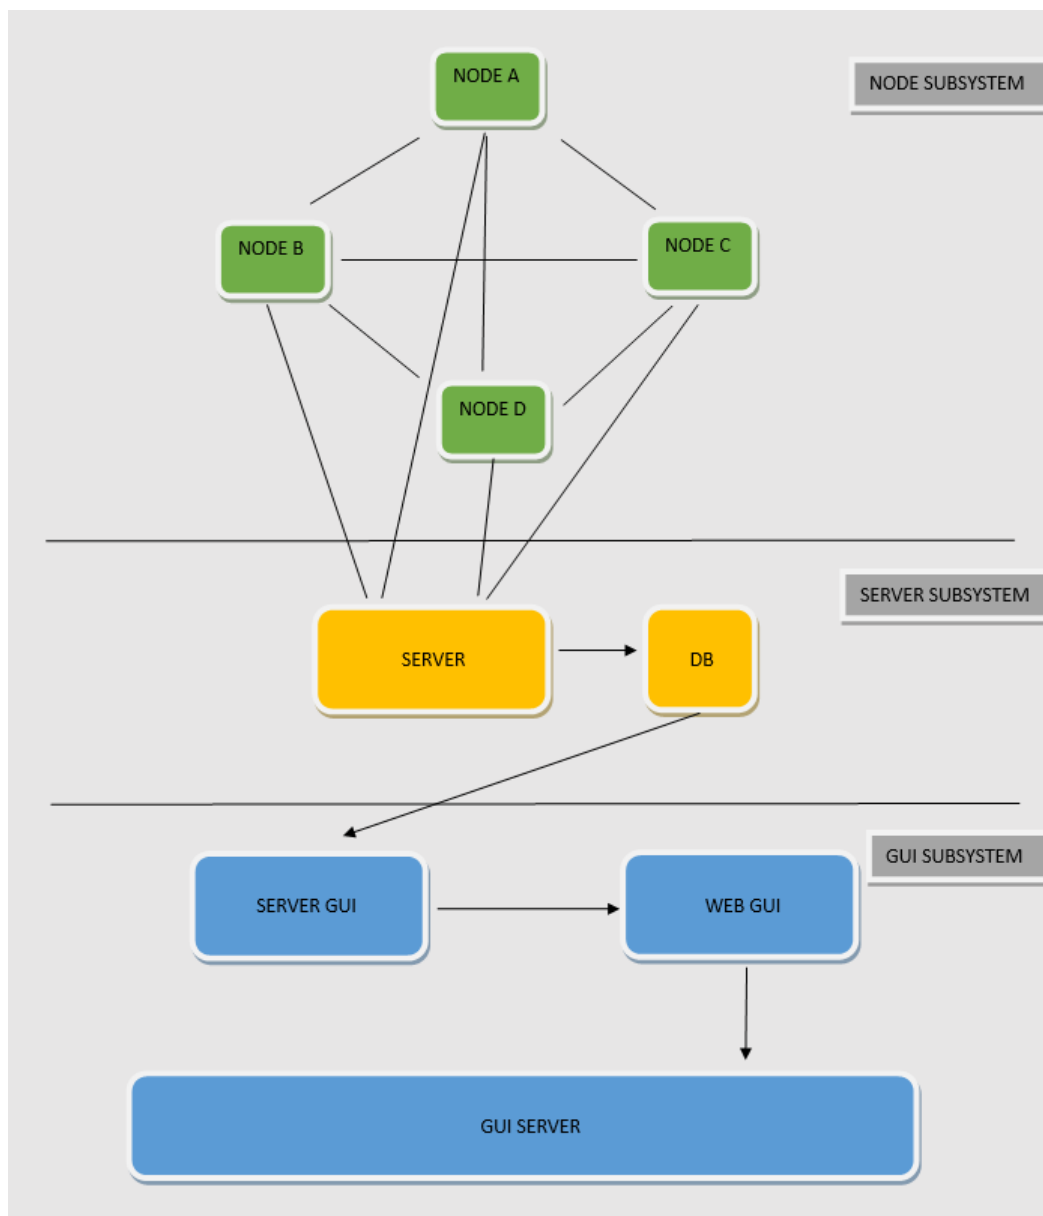 NODE A
NODE SUBSYSTEM
NODE B
NODE C
NODE D
SERVER SUBSYSTEM
SERVER
DB
GUI SUBSYSTEM
SERVER GUI
WEB GUI
GUI SERVER